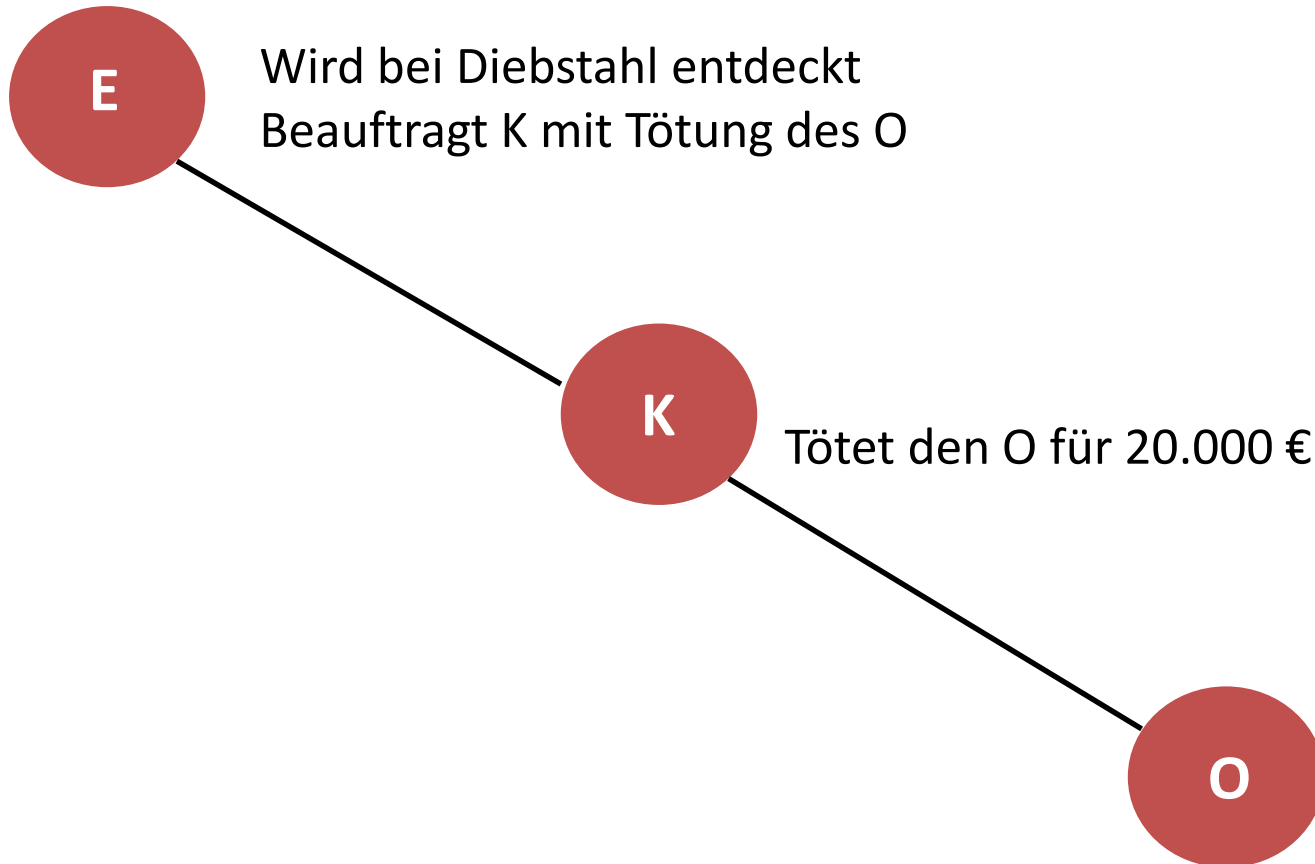 E
Wird bei Diebstahl entdeckt
Beauftragt K mit Tötung des O
K
Tötet den O für 20.000 €
O